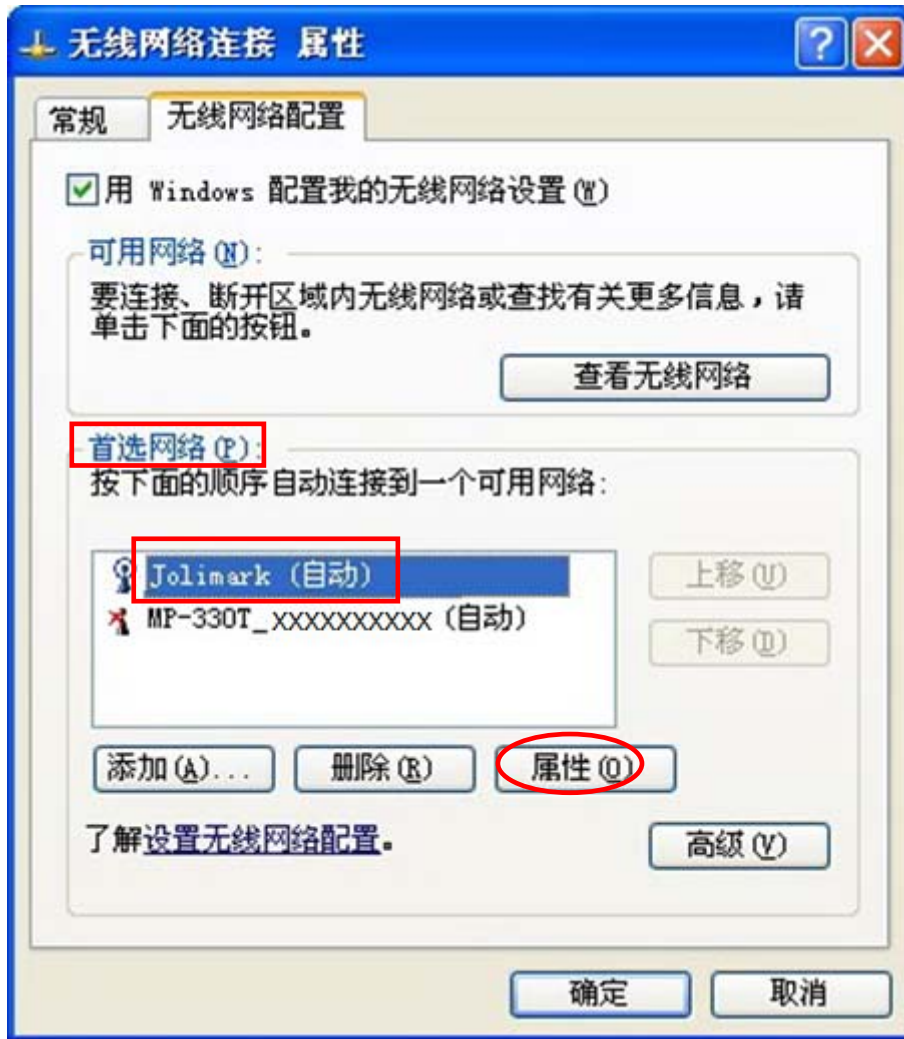 无线网络连接 属性
常规
无线网络配置
用 Windows 配置我的无线网络设置(W)
可用网络(N):
要连接、断开区域内无线网络或查找有关更多信息，请
单击下面的按钮。
查看无线网络
首选网络(P):
按下面的顺序自动连接到一个可用网络:
Jolimark (自动)
上移(U)
MP-330T_XXXXXXXXXX (自动)
下移(D)
添加(A)...
删除(R)
属性(O)
了解设置无线网络配置。
高级(V)
确定
取消